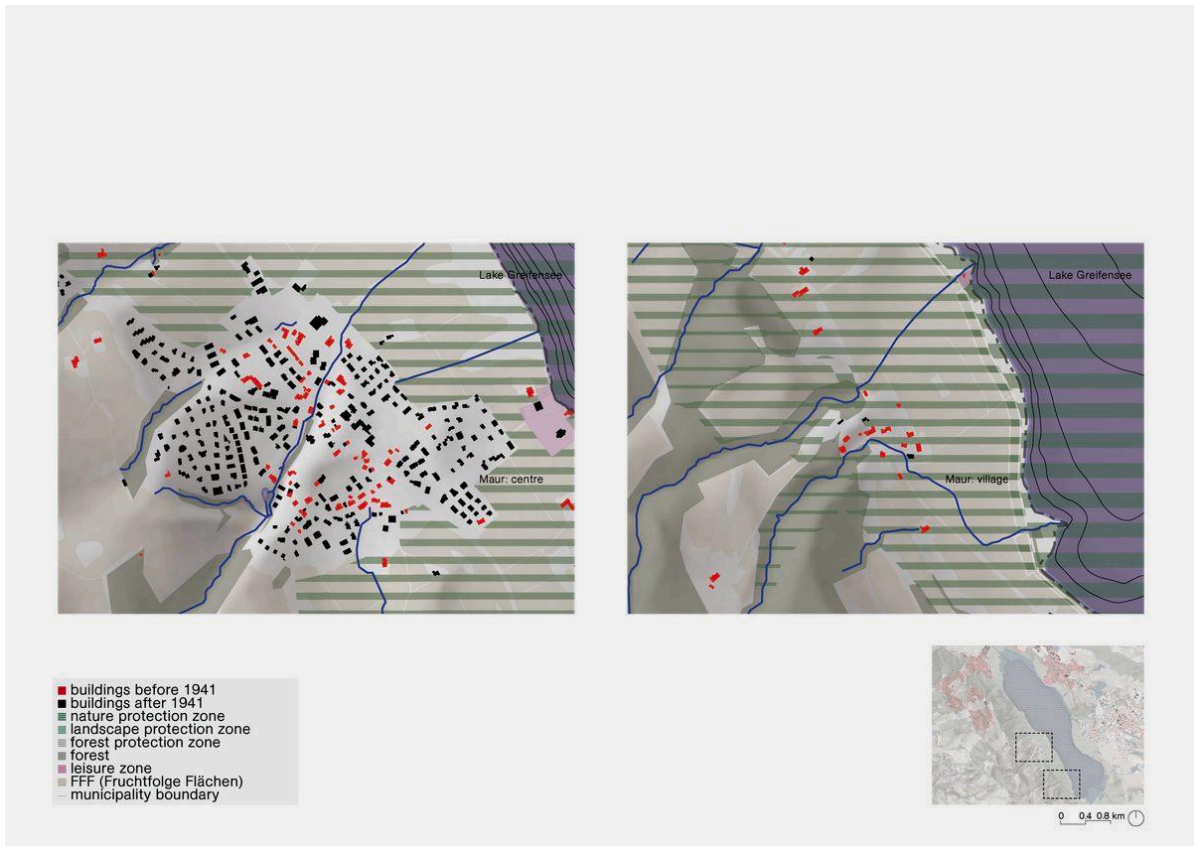 Lake Greifensee
Lake Greifensee
Maur: centre
Maur: village
buildings before 1941
buildings after 1941
nature protection zone
landscape protection zone
forest protection zone
forest
leisure zone
FFF (Fruchtfolge Flächen)
municipality boundary
0 0.4 0.8 km